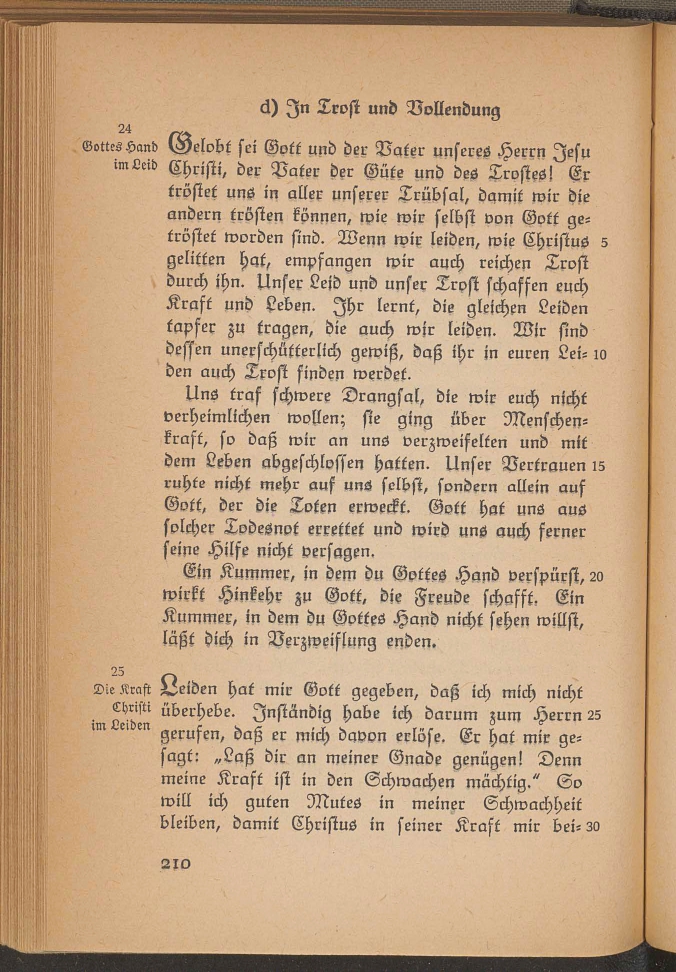 d) In Trost und Vollendung
24
Gottes Hand
im Leid
Gelobt sei Gott und der Vater unseres Herrn Jesu
Christi, der Vater der Güte und des Trostes! Er
tröstet uns in aller unserer Trübsal, damit wir die
andern trösten können, wie wir selbst von Gott ge-
tröstet worden sind. Wenn wir leiden, wie Christus 5
gelitten hat, empfangen wir auch reichen Trost
durch ihn. Unser Leid und unser Trost schaffen euch
Kraft und Leben. Ihr lernt, die gleichen Leiden
tapfer zu tragen, die auch wir leiden. Wir sind
dessen unerschütterlich gewiß, daß ihr in euren Lei- 10
den auch Trost finden werdet.
Uns traf schwere Drangsal, die wir euch nicht
verheimlichen wollen; sie ging über Menschen-
kraft, so daß wir an uns verzweifelten und mit
dem Leben abgeschlossen hatten. Unser Vertrauen 15
ruhte nicht mehr auf uns selbst, sondern allein auf
Gott, der die Toten erweckt. Gott hat uns aus
solcher Todesnot errettet und wird uns auch ferner
seine Hilfe nicht versagen.
Ein Kummer, in dem du Gottes Hand verspürst, 20
wirkt Hinkehr zu Gott, die Freude schafft. Ein
Kummer, in dem du Gottes Hand nicht sehen willst,
läßt dich in Verzweiflung enden.
25
Die Kraft
Christi
im Leiden
Leiden hat mir Gott gegeben, daß ich mich nicht
überhebe. Inständig habe ich darum zum Herrn 25
gerufen, daß er mich davon erlöse. Er hat mir ge-
sagt: „Laß dir an meiner Gnade genügen! Denn
meine Kraft ist in den Schwachen mächtig.“ So
will ich guten Mutes in meiner Schwachheit
bleiben, damit Christus in seiner Kraft mir bei- 30
210